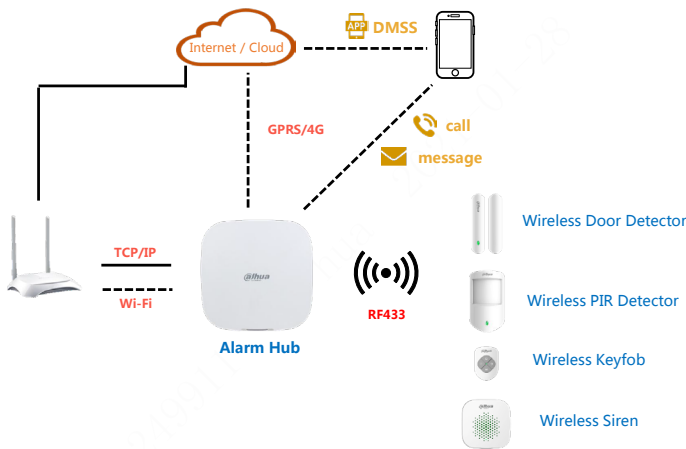 APP DMSS
Internet / Cloud
GPRS/4G
call
message
TCP/IP
Wi-Fi
alhua
RF433
Alarm Hub
Wireless Door Detector
Wireless PIR Detector
Wireless Keyfob
Wireless Siren